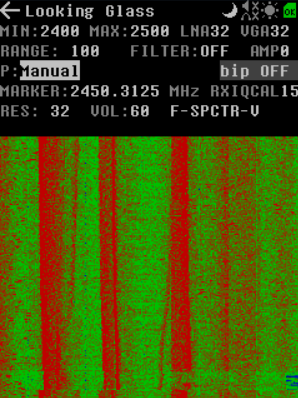 Looking Glass OK
MIN:2400 MAX:2500 LNA32 VGA32
RANGE: 100 FILTER:OFF AMP0
P:Manual bip OFF
MARKER:2450.3125 MHz RXIQCAL15
RES: 32 VOL:60 F-SPCTR-V